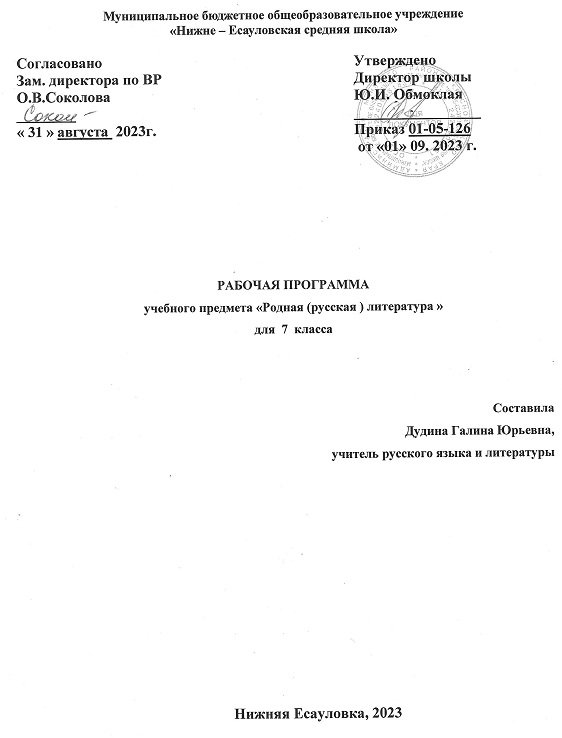 Муниципальное бюджетное общеобразовательное учреждение
«Нижне – Есауловская средняя школа»
Согласовано
Зам. директора по ВР
О.В.Соколова
« 31 » августа 2023г.
Утверждено
Директор школы
Ю.И. Обмоклая
Приказ 01-05-126
от «01» 09. 2023 г.
РАБОЧАЯ ПРОГРАММА
учебного предмета «Родная (русская ) литература »
для 7 класса
Составила
Дудина Галина Юрьевна,
учитель русского языка и литературы
Нижняя Есауловка, 2023